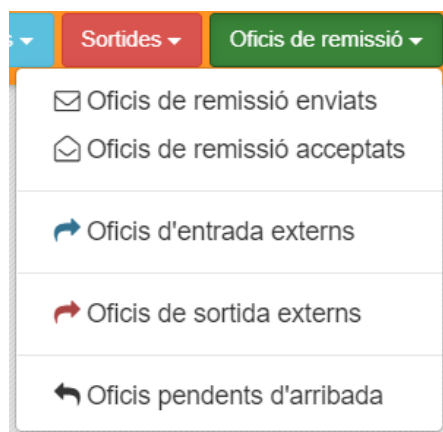 Sortides
Oficis de remissió
Oficis de remissió enviats
Oficis de remissió acceptats
Oficis d'entrada externs
Oficis de sortida externs
Oficis pendents d'arribada